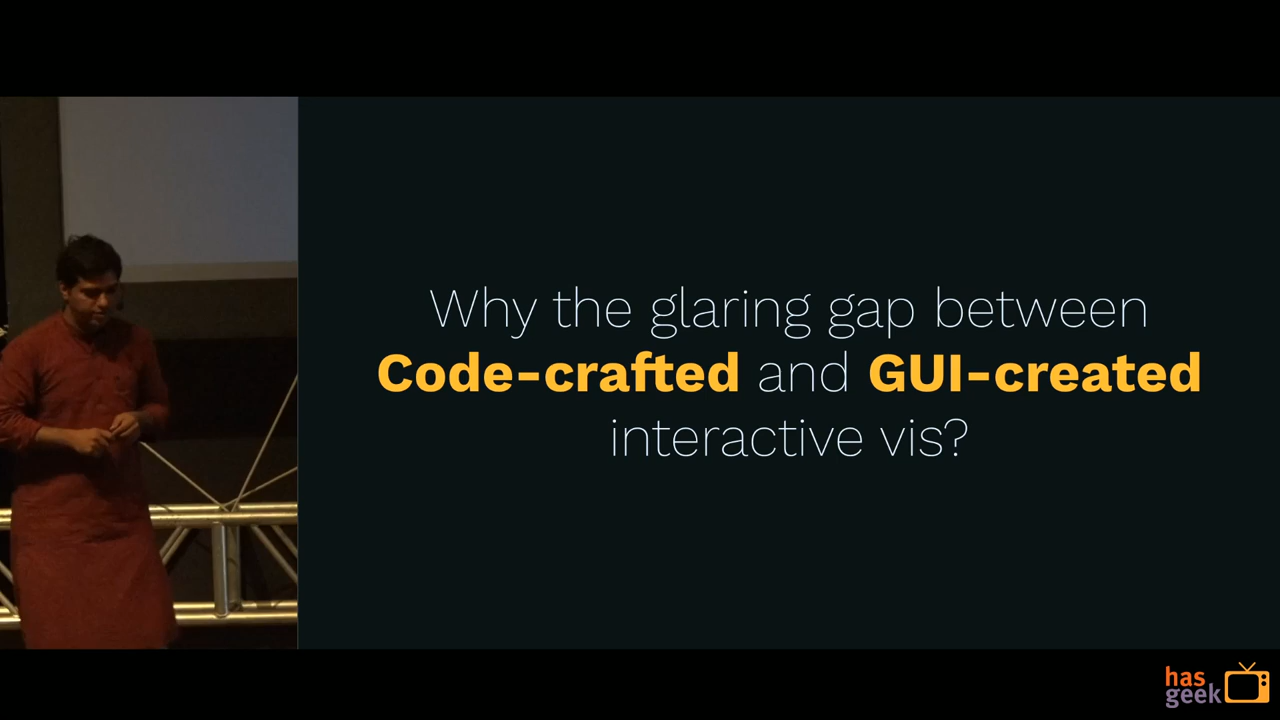 Why the glaring gap between
Code-crafted and GUI-created
interactive vis?
has
geek